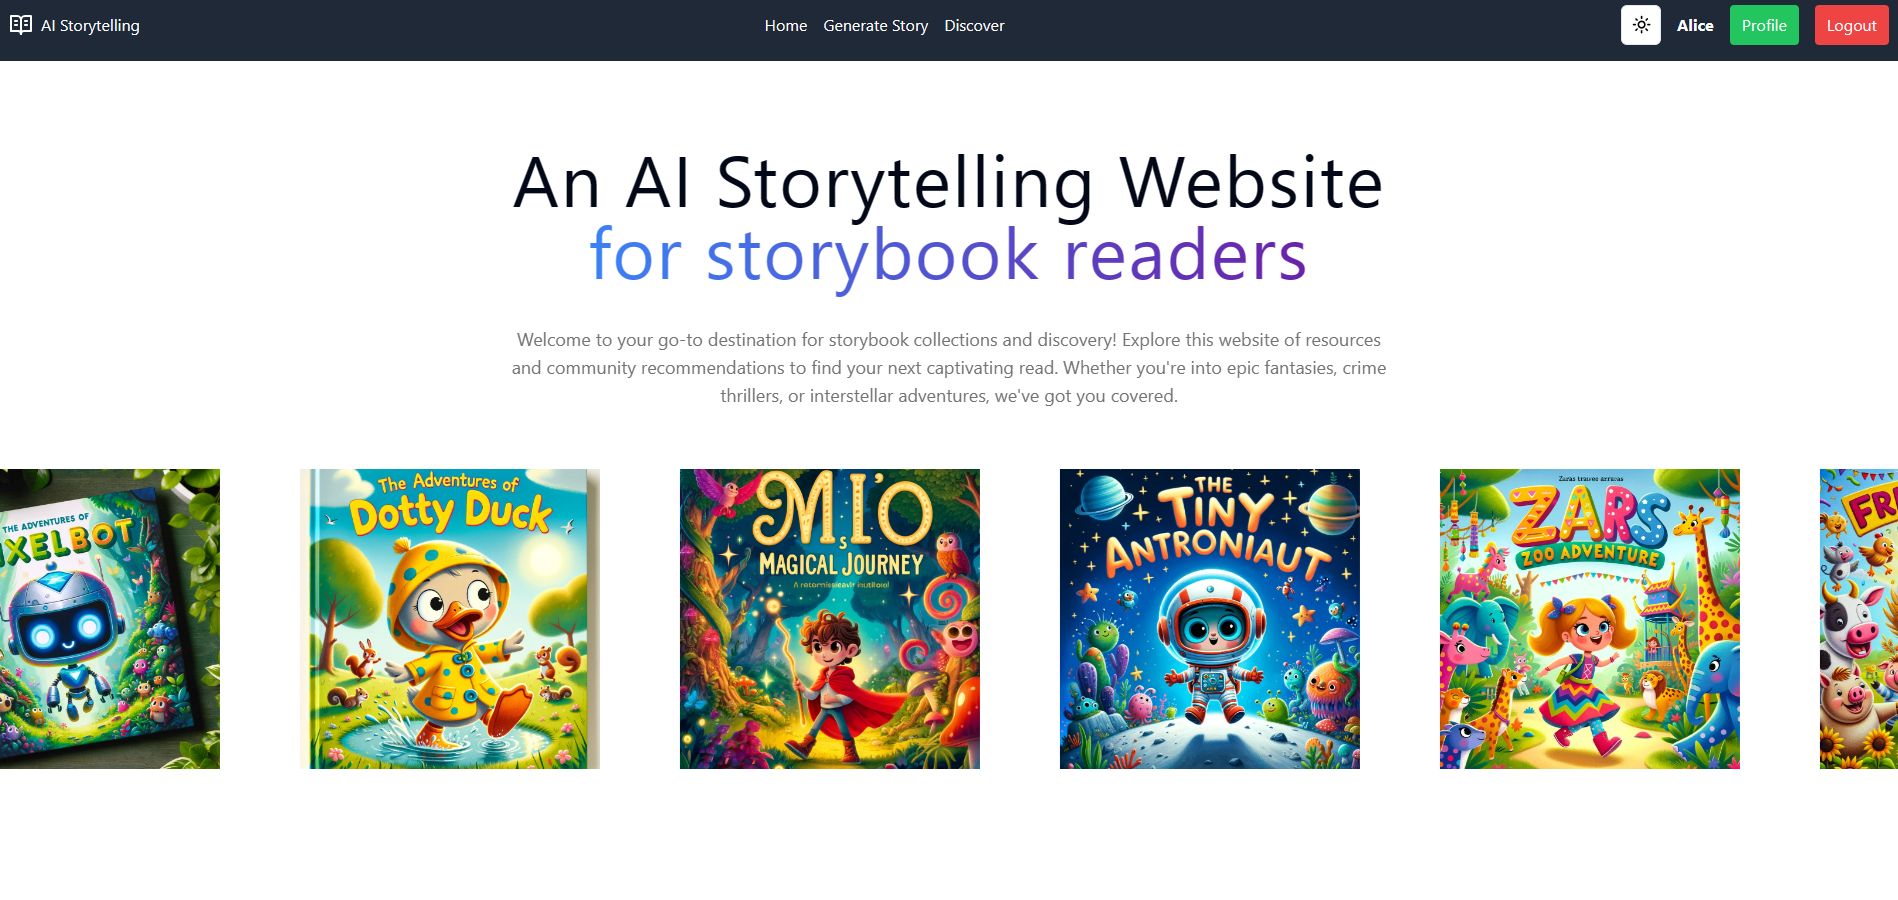 AI Storytelling
Home
Generate Story
Discover
Alice
Profile
Logout
An AI Storytelling Website
for storybook readers
Welcome to your go-to destination for storybook collections and discovery! Explore this website of resources
and community recommendations to find your next captivating read. Whether you're into epic fantasies, crime
thrillers, or interstellar adventures, we've got you covered.
THE ADVENTURES OF
XELBOT
The Adventures of
Dotty Duck
M I'O
s
MAGICAL JOURNEY
THE
TINY
ANTRONIAUT
ZARS
ZOO ADVENTURE
FR